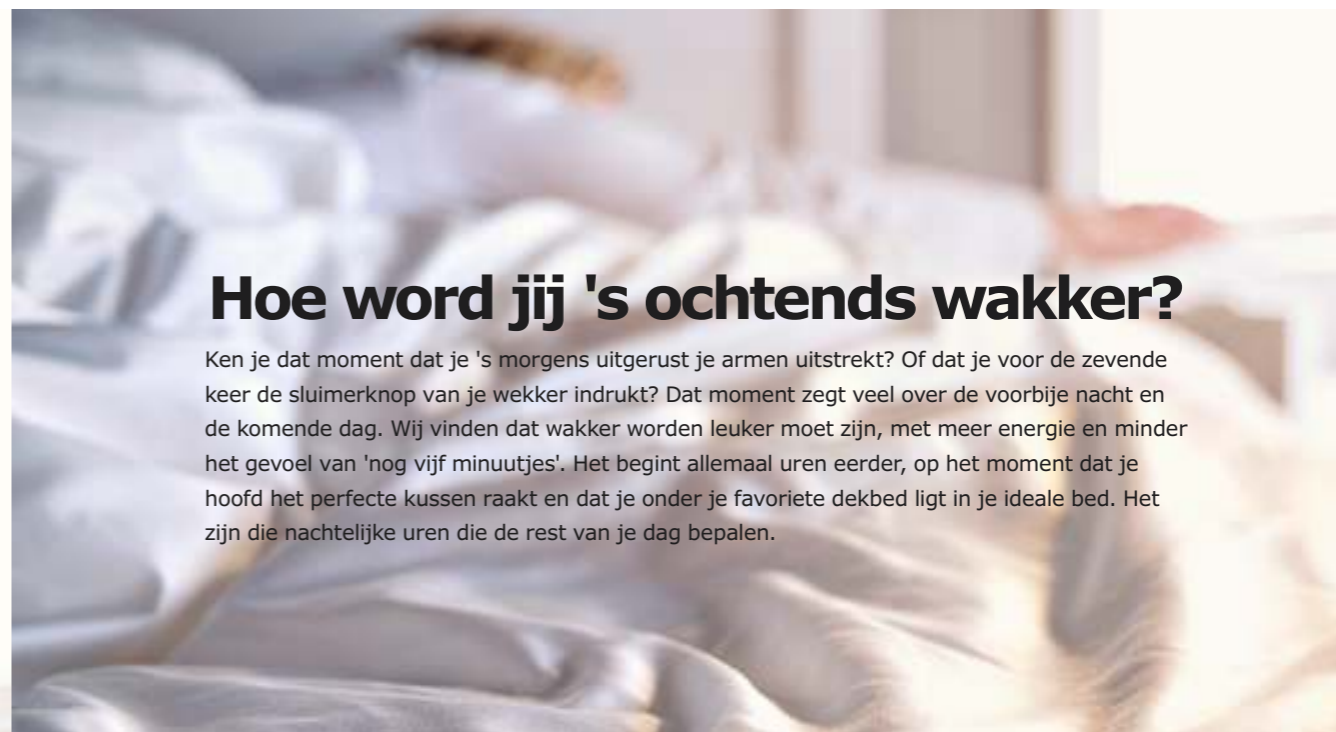 Hoe word jij 's ochtends wakker?
Ken je dat moment dat je 's morgens uitgerust je armen uitstrekt? Of dat je voor de zevende
keer de sluimerknop van je wekker indrukt? Dat moment zegt veel over de voorbije nacht en
de komende dag. Wij vinden dat wakker worden leuker moet zijn, met meer energie en minder
het gevoel van 'nog vijf minuutjes'. Het begint allemaal uren eerder, op het moment dat je
hoofd het perfecte kussen raakt en dat je onder je favoriete dekbed ligt in je ideale bed. Het
zijn die nachtelijke uren die de rest van je dag bepalen.